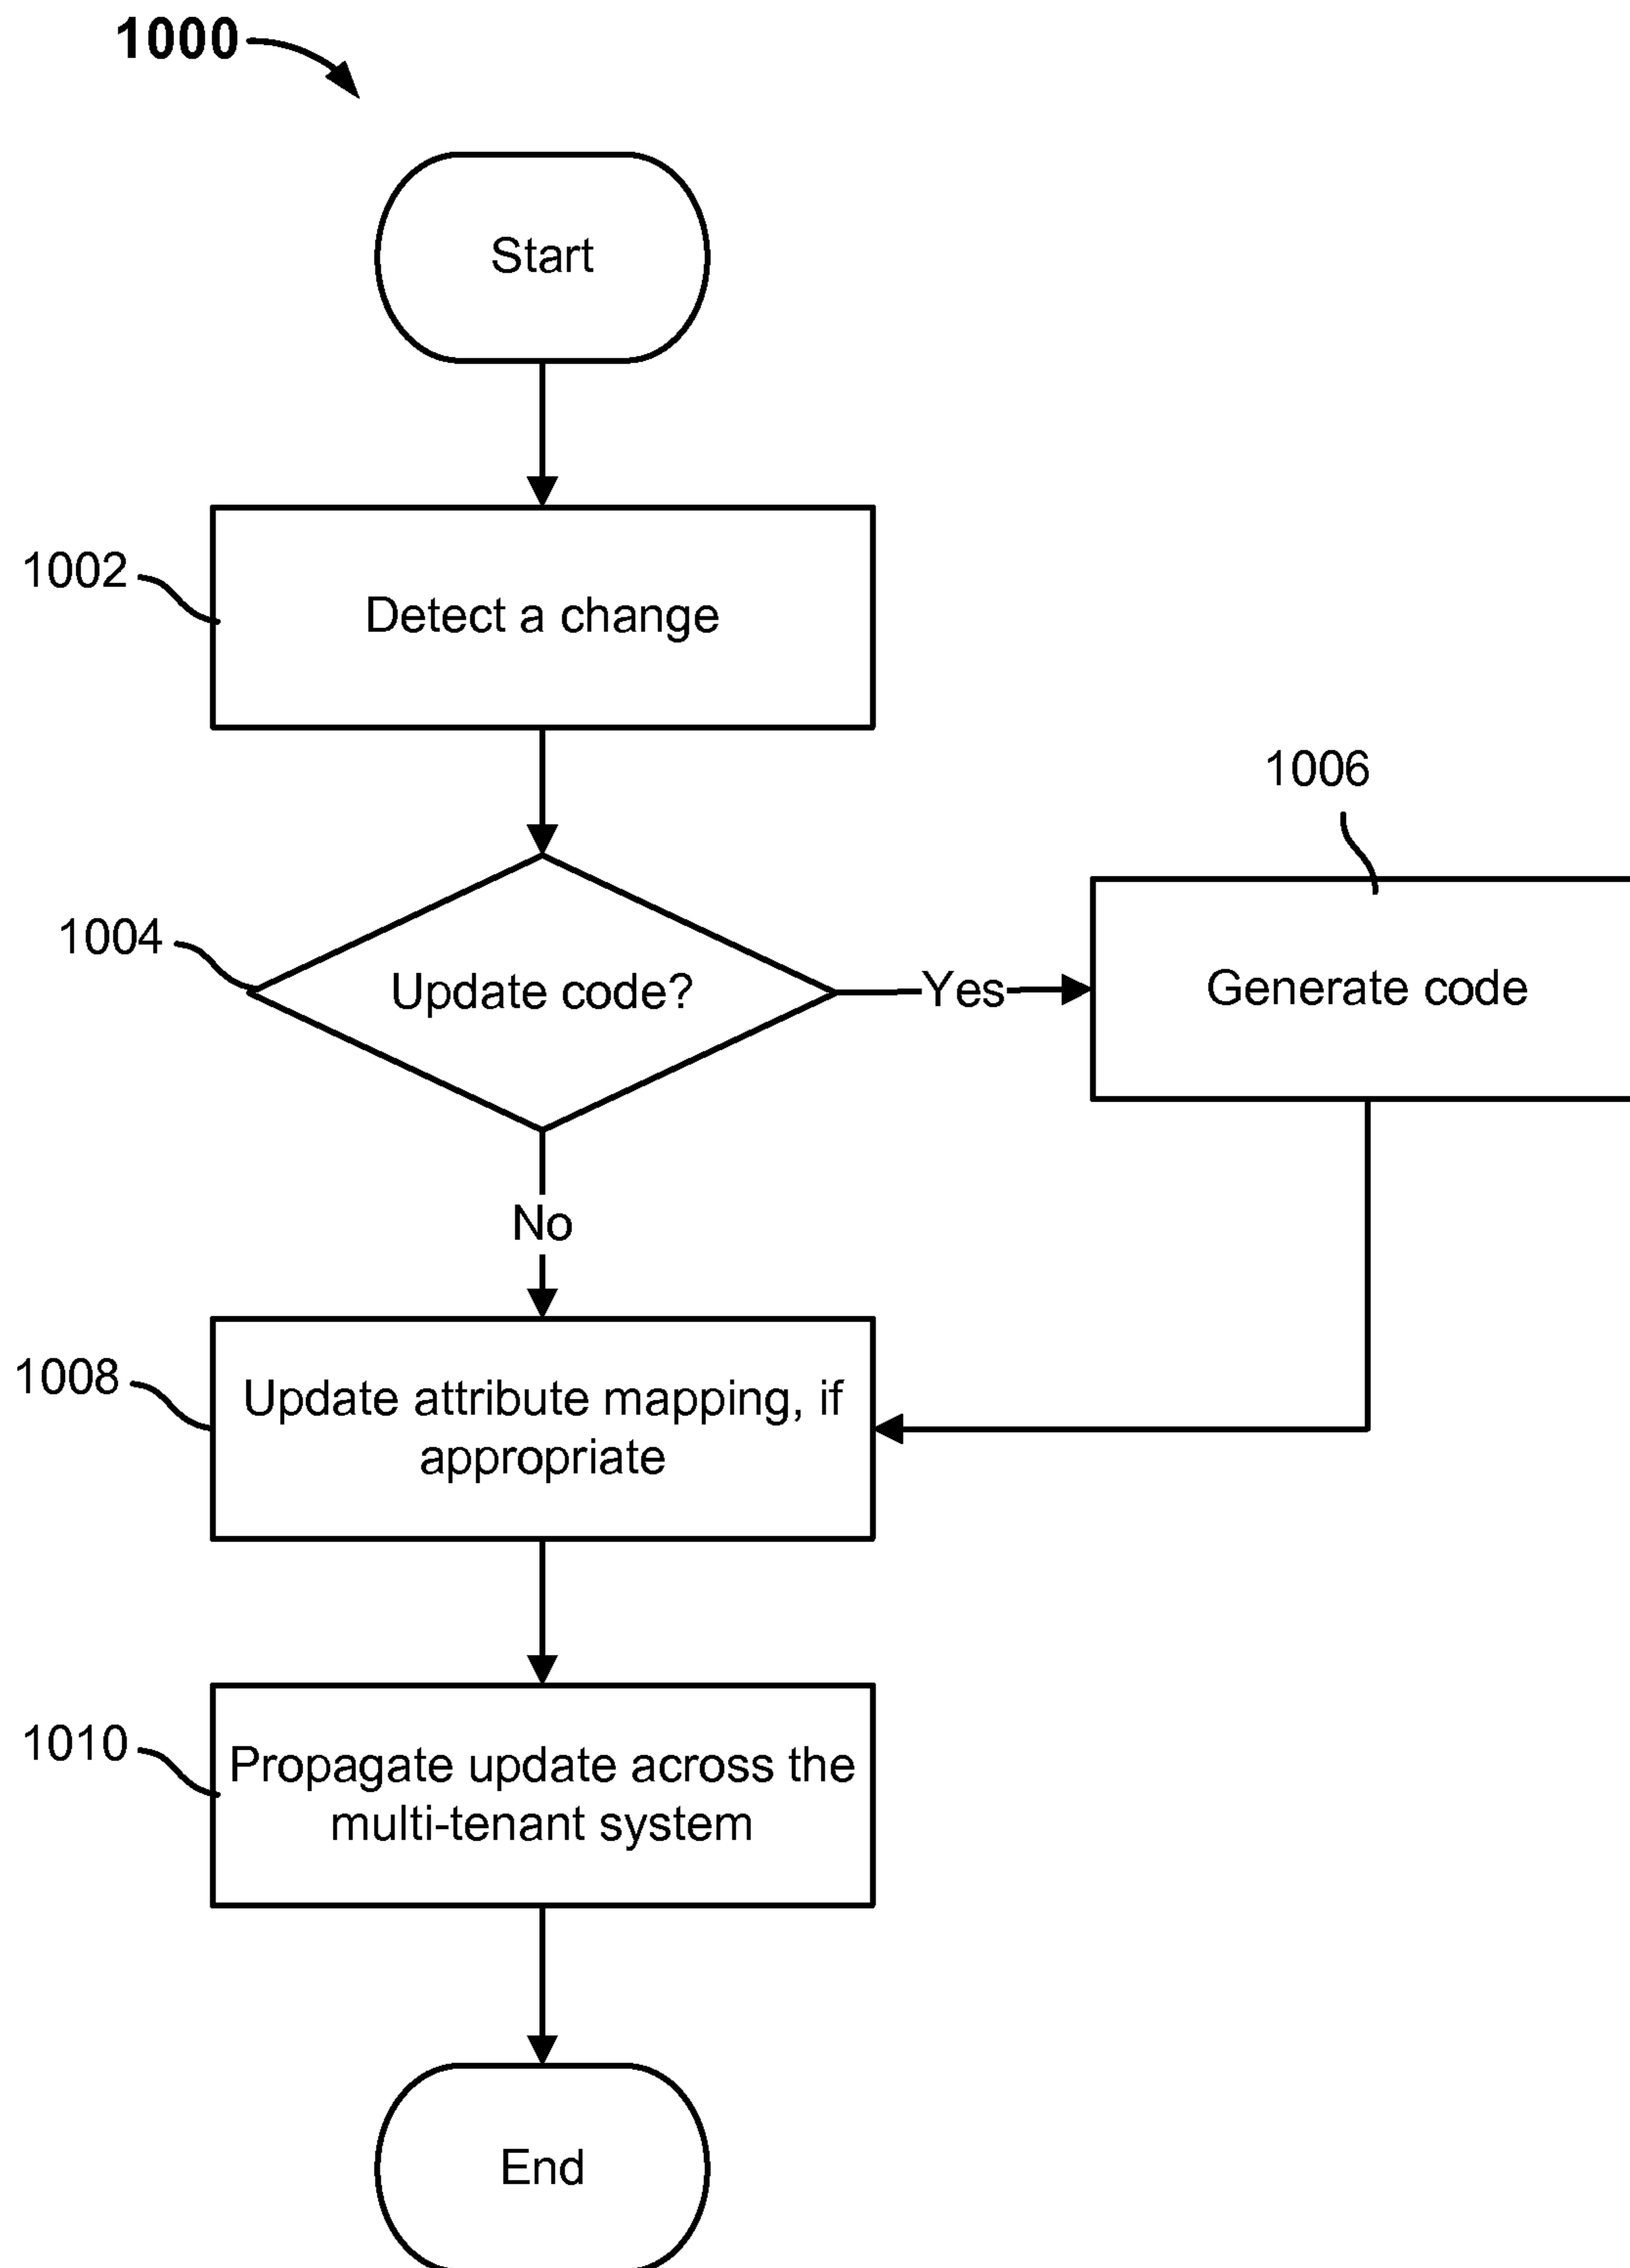 1000
Start
1002
Detect a change
1006
1004
Update code?
Yes
Generate code
No
1008
Update attribute mapping, if
appropriate
1010
Propagate update across the
multi-tenant system
End